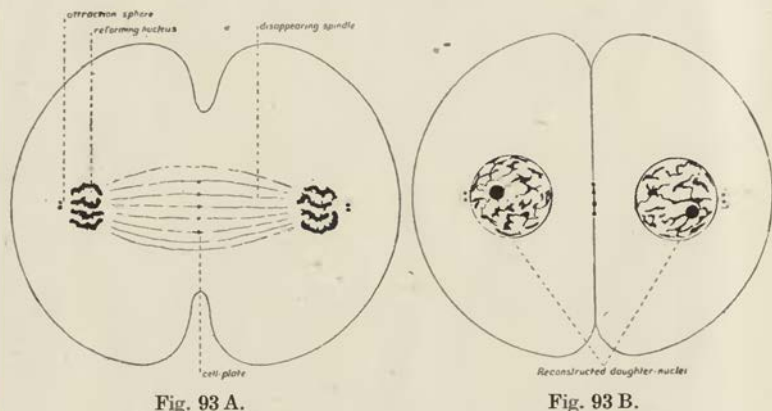 attraction sphere
reforming nucleus
disappearing spindle
cell-plate
Reconstructed daughter-nuclei
Fig. 93 A.
Fig. 93 B.